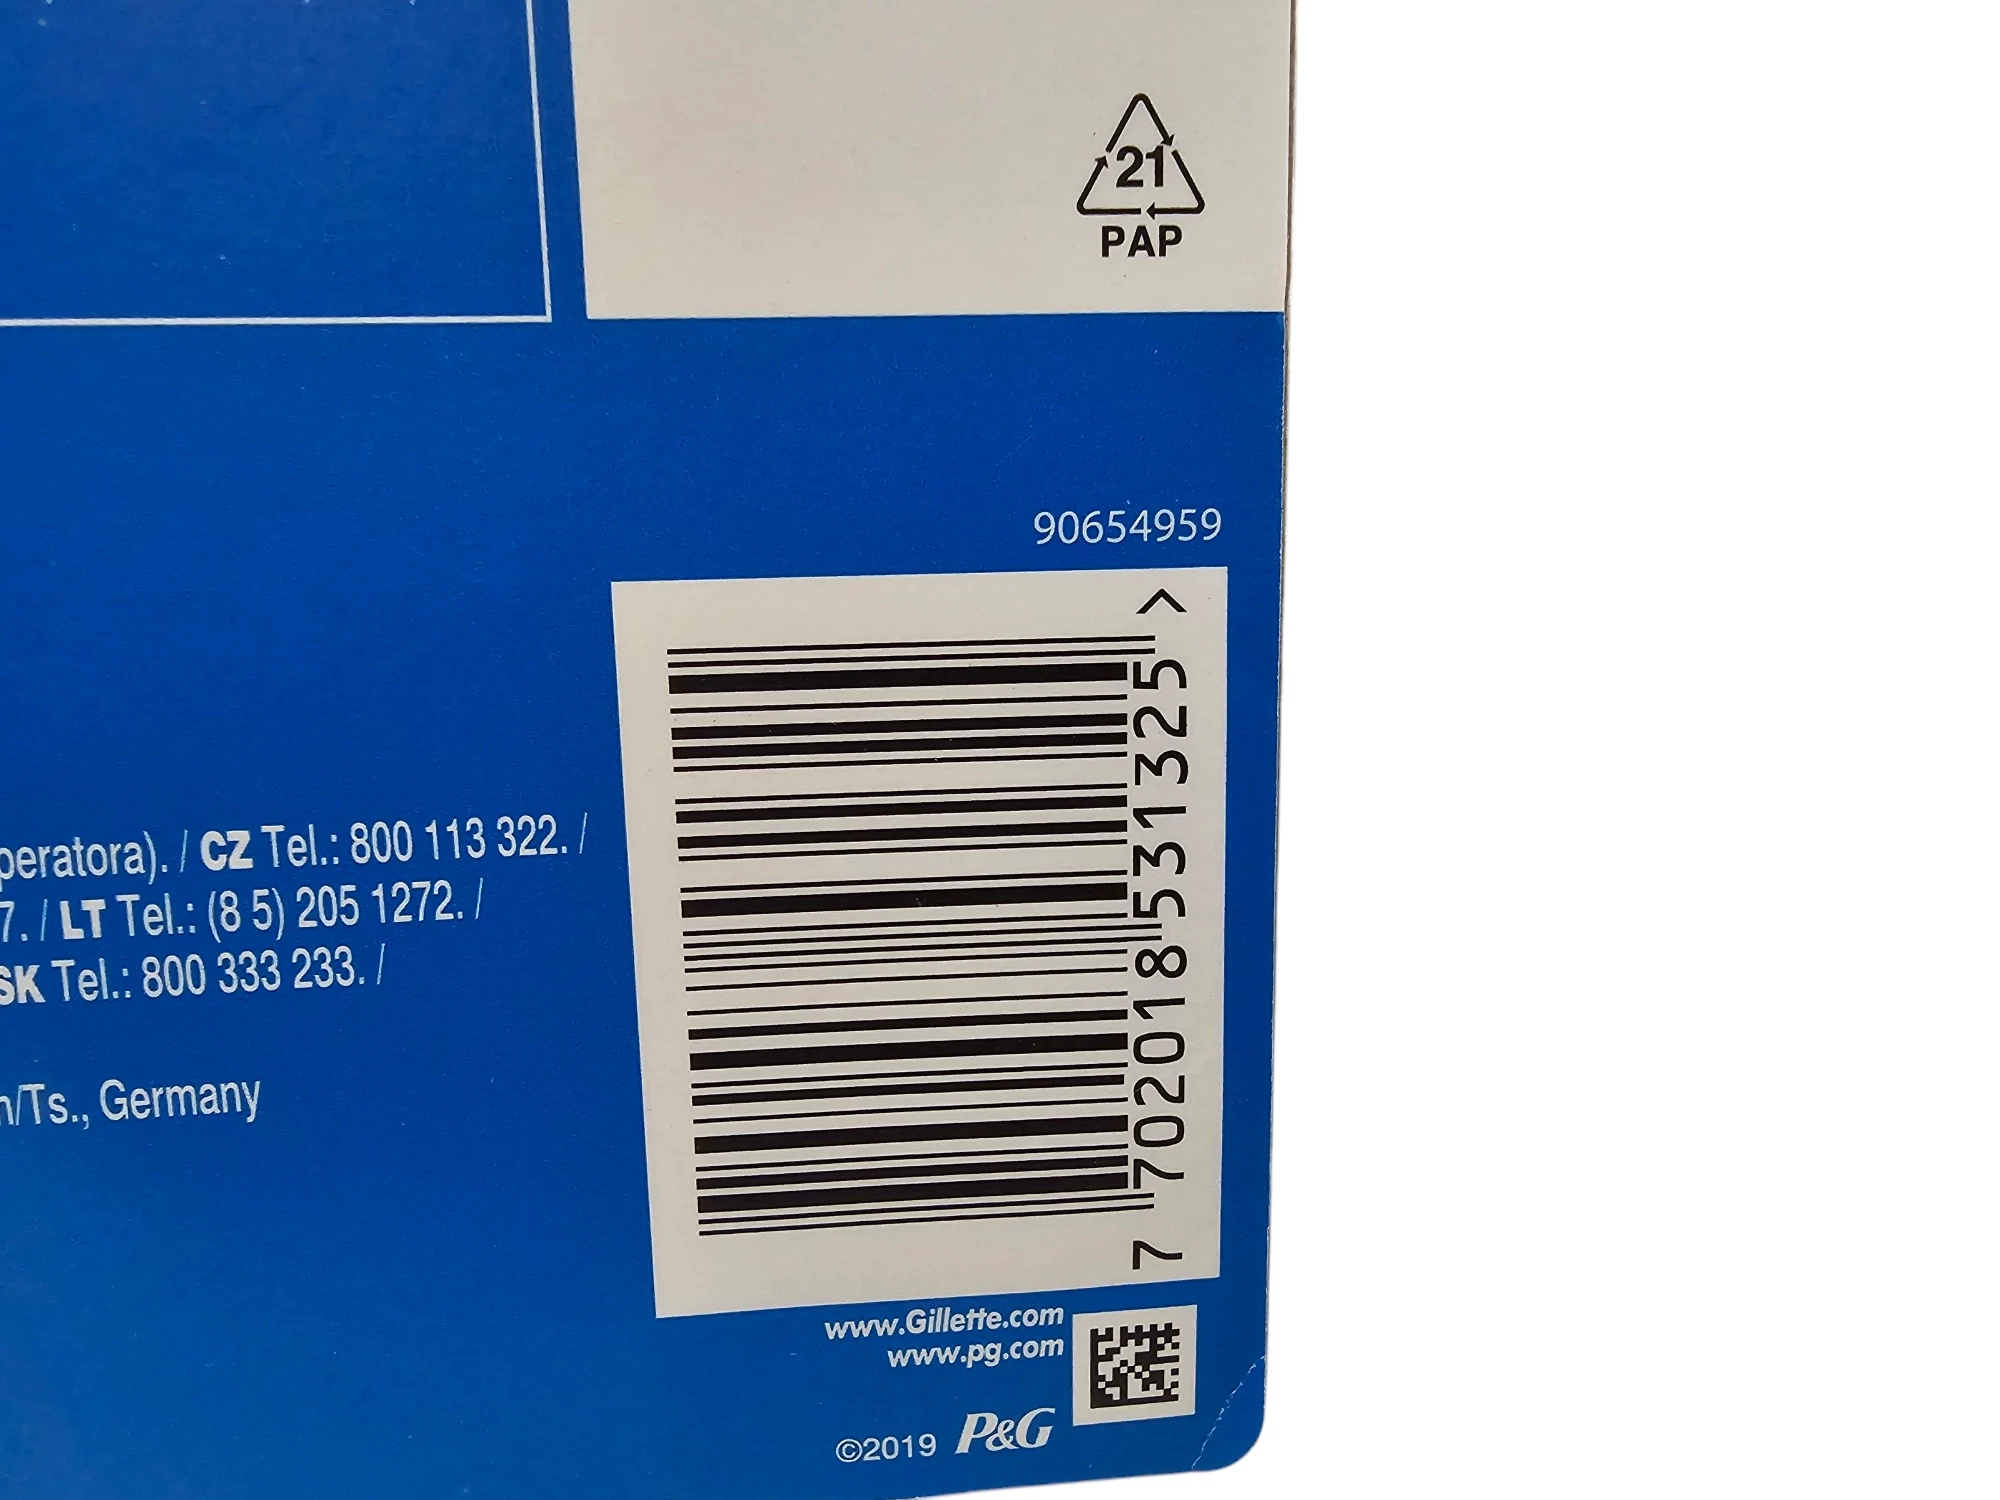 21
PAP
90654959
7 702018 531325 >
peratora). / CZ Tel.: 800 113 322. /
7. / LT Tel.: (8 5) 205 1272. /
SK Tel.: 800 333 233. /
n/Ts., Germany
www.Gillette.com
www.pg.com
©2019 P&G